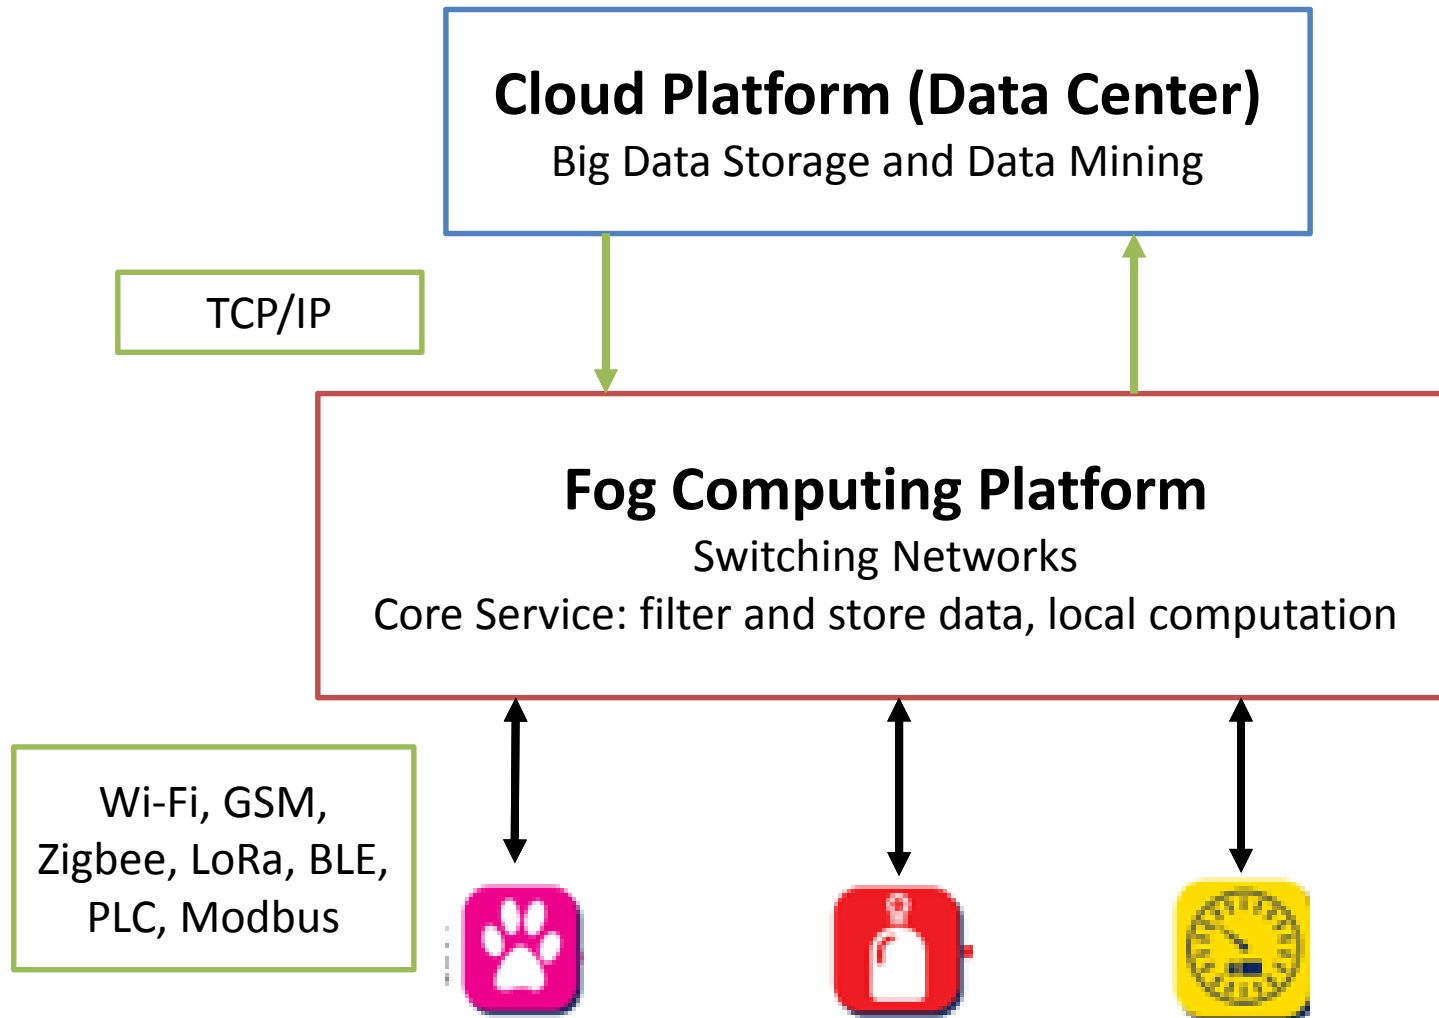 Cloud Platform (Data Center)
Big Data Storage and Data Mining
TCP/IP
Fog Computing Platform
Switching Networks
Core Service: filter and store data, local computation
Wi-Fi, GSM,
Zigbee, LoRa, BLE,
PLC, Modbus